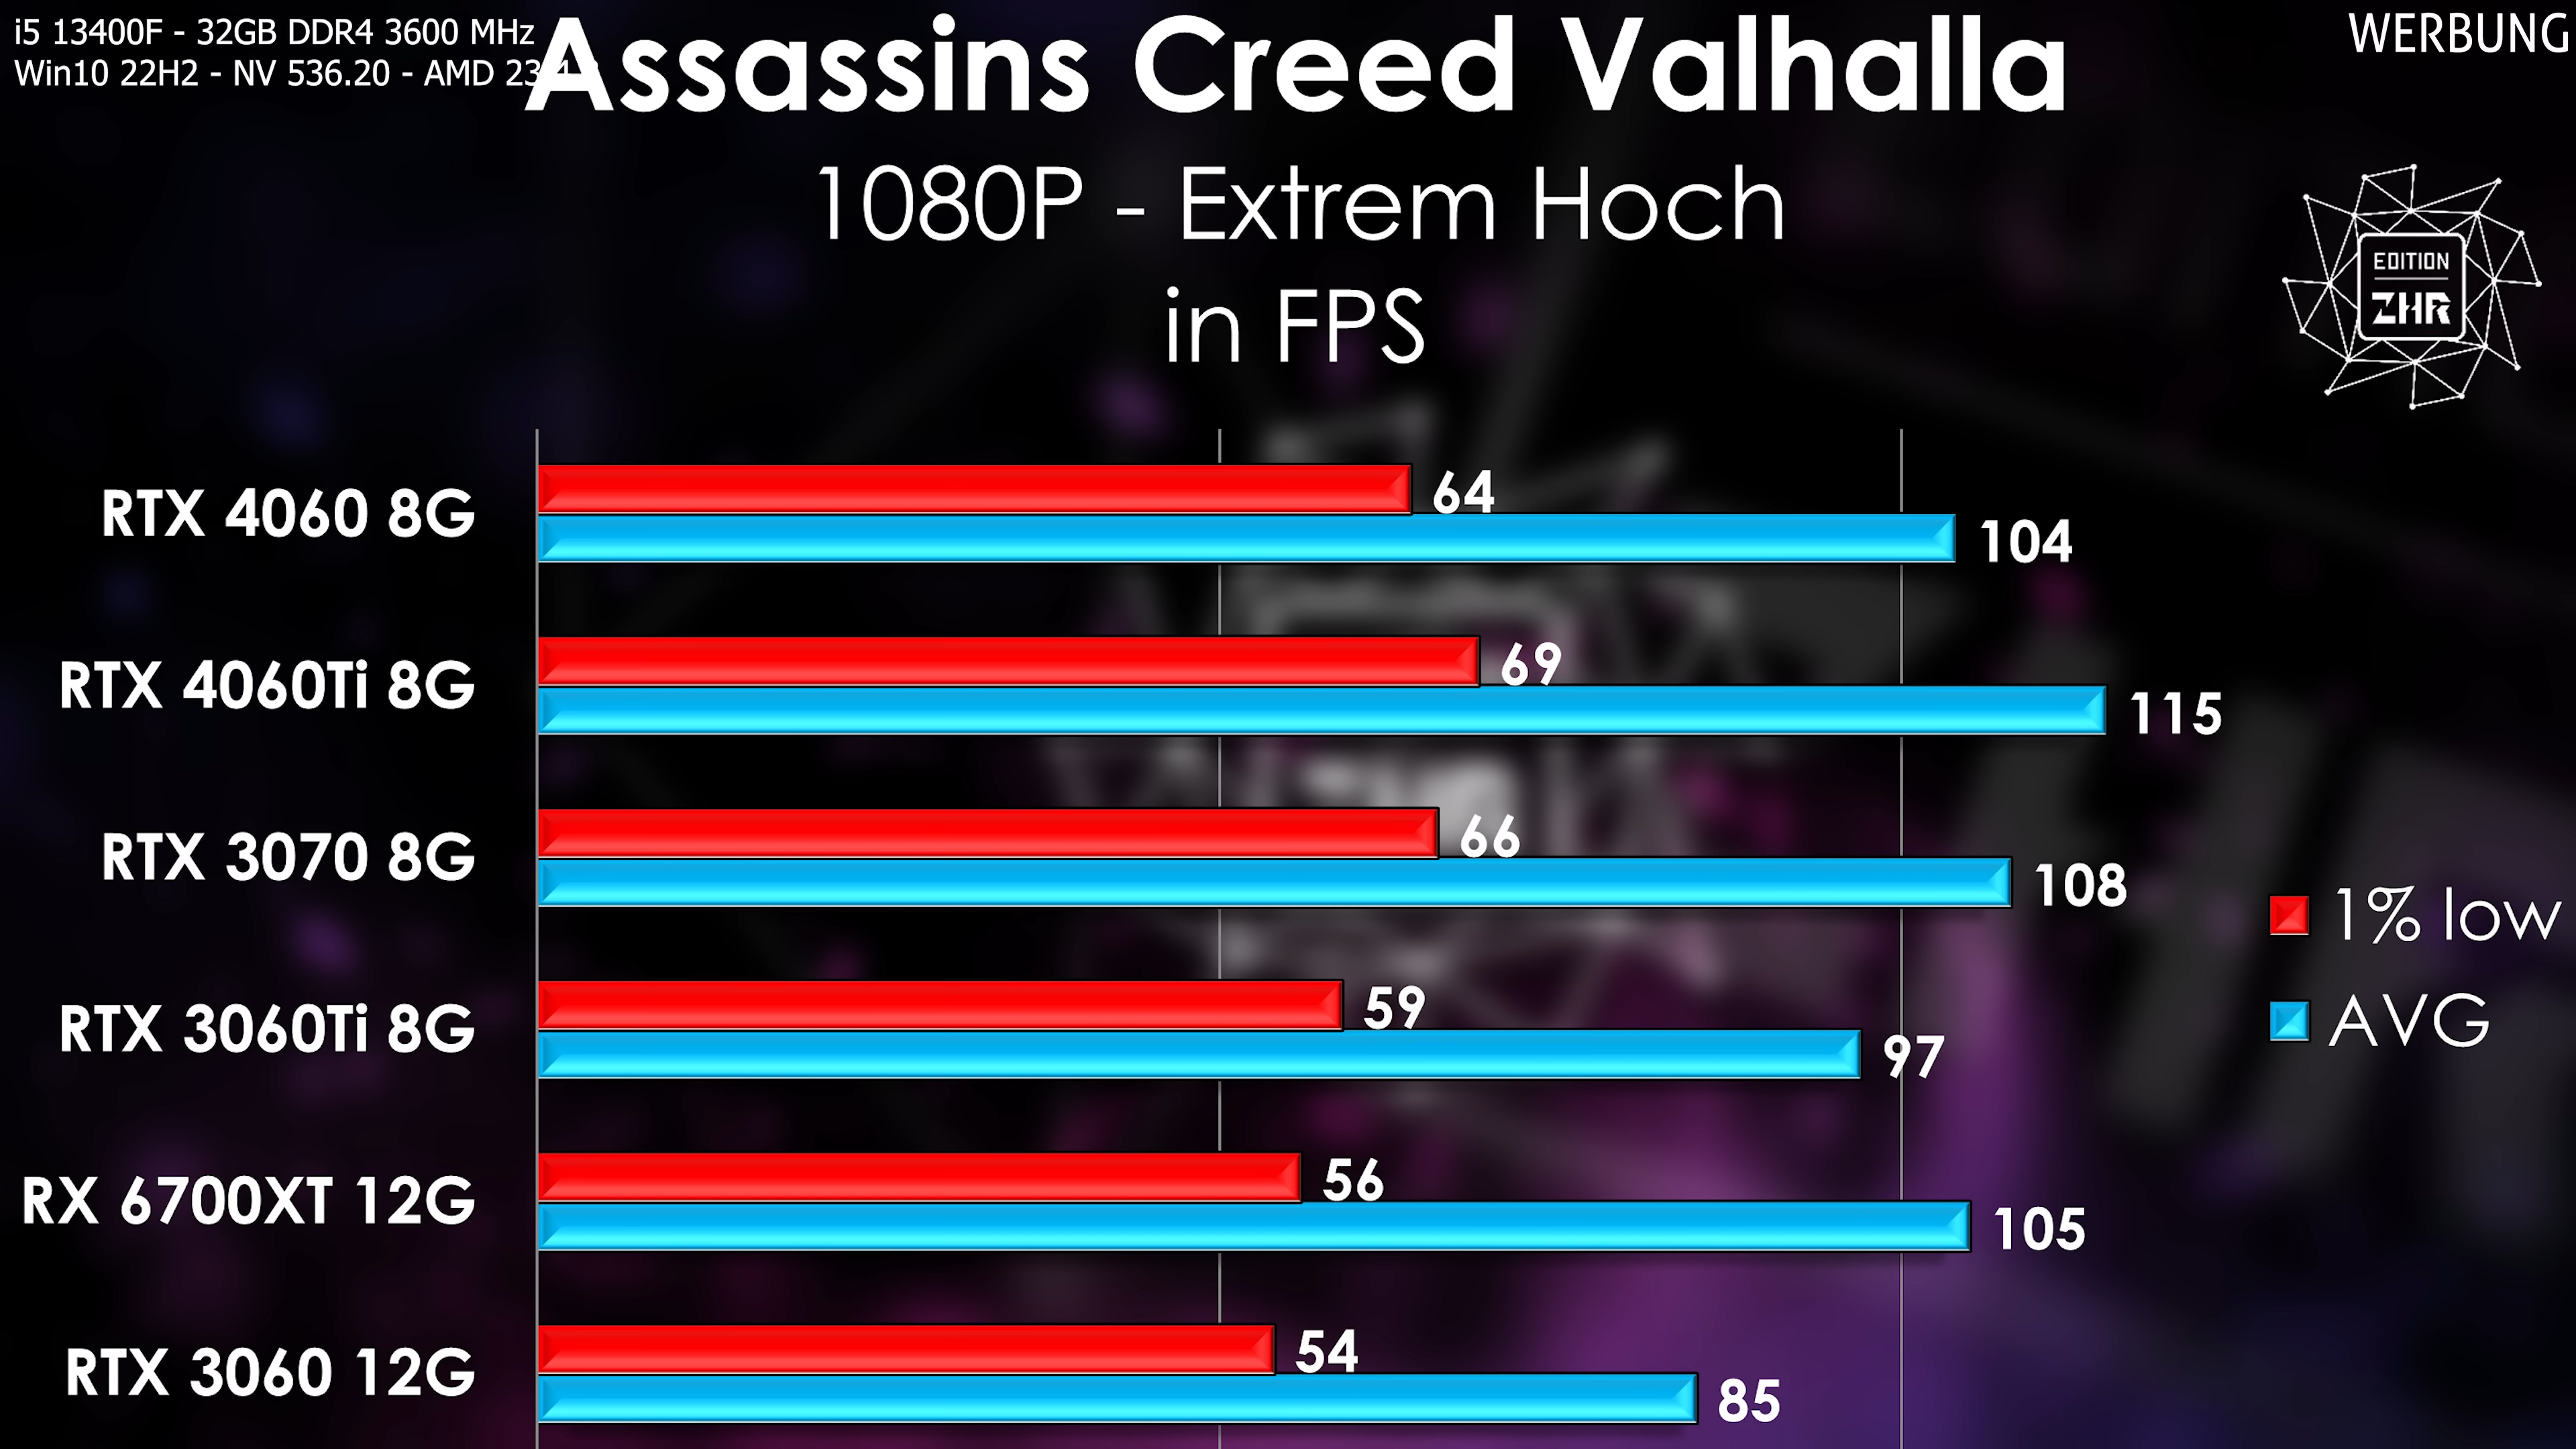 i5 13400F - 32GB DDR4 3600 MHz
Win10 22H2 - NV 536.20 - AMD
Assassins Creed Valhalla
WERBUNG
1080P - Extrem Hoch
in FPS
EDITION
ZHR
RTX 4060 8G
64
104
RTX 4060Ti 8G
69
115
RTX 3070 8G
66
108
1% low
AVG
RTX 3060Ti 8G
59
97
RX 6700XT 12G
56
105
RTX 3060 12G
54
85